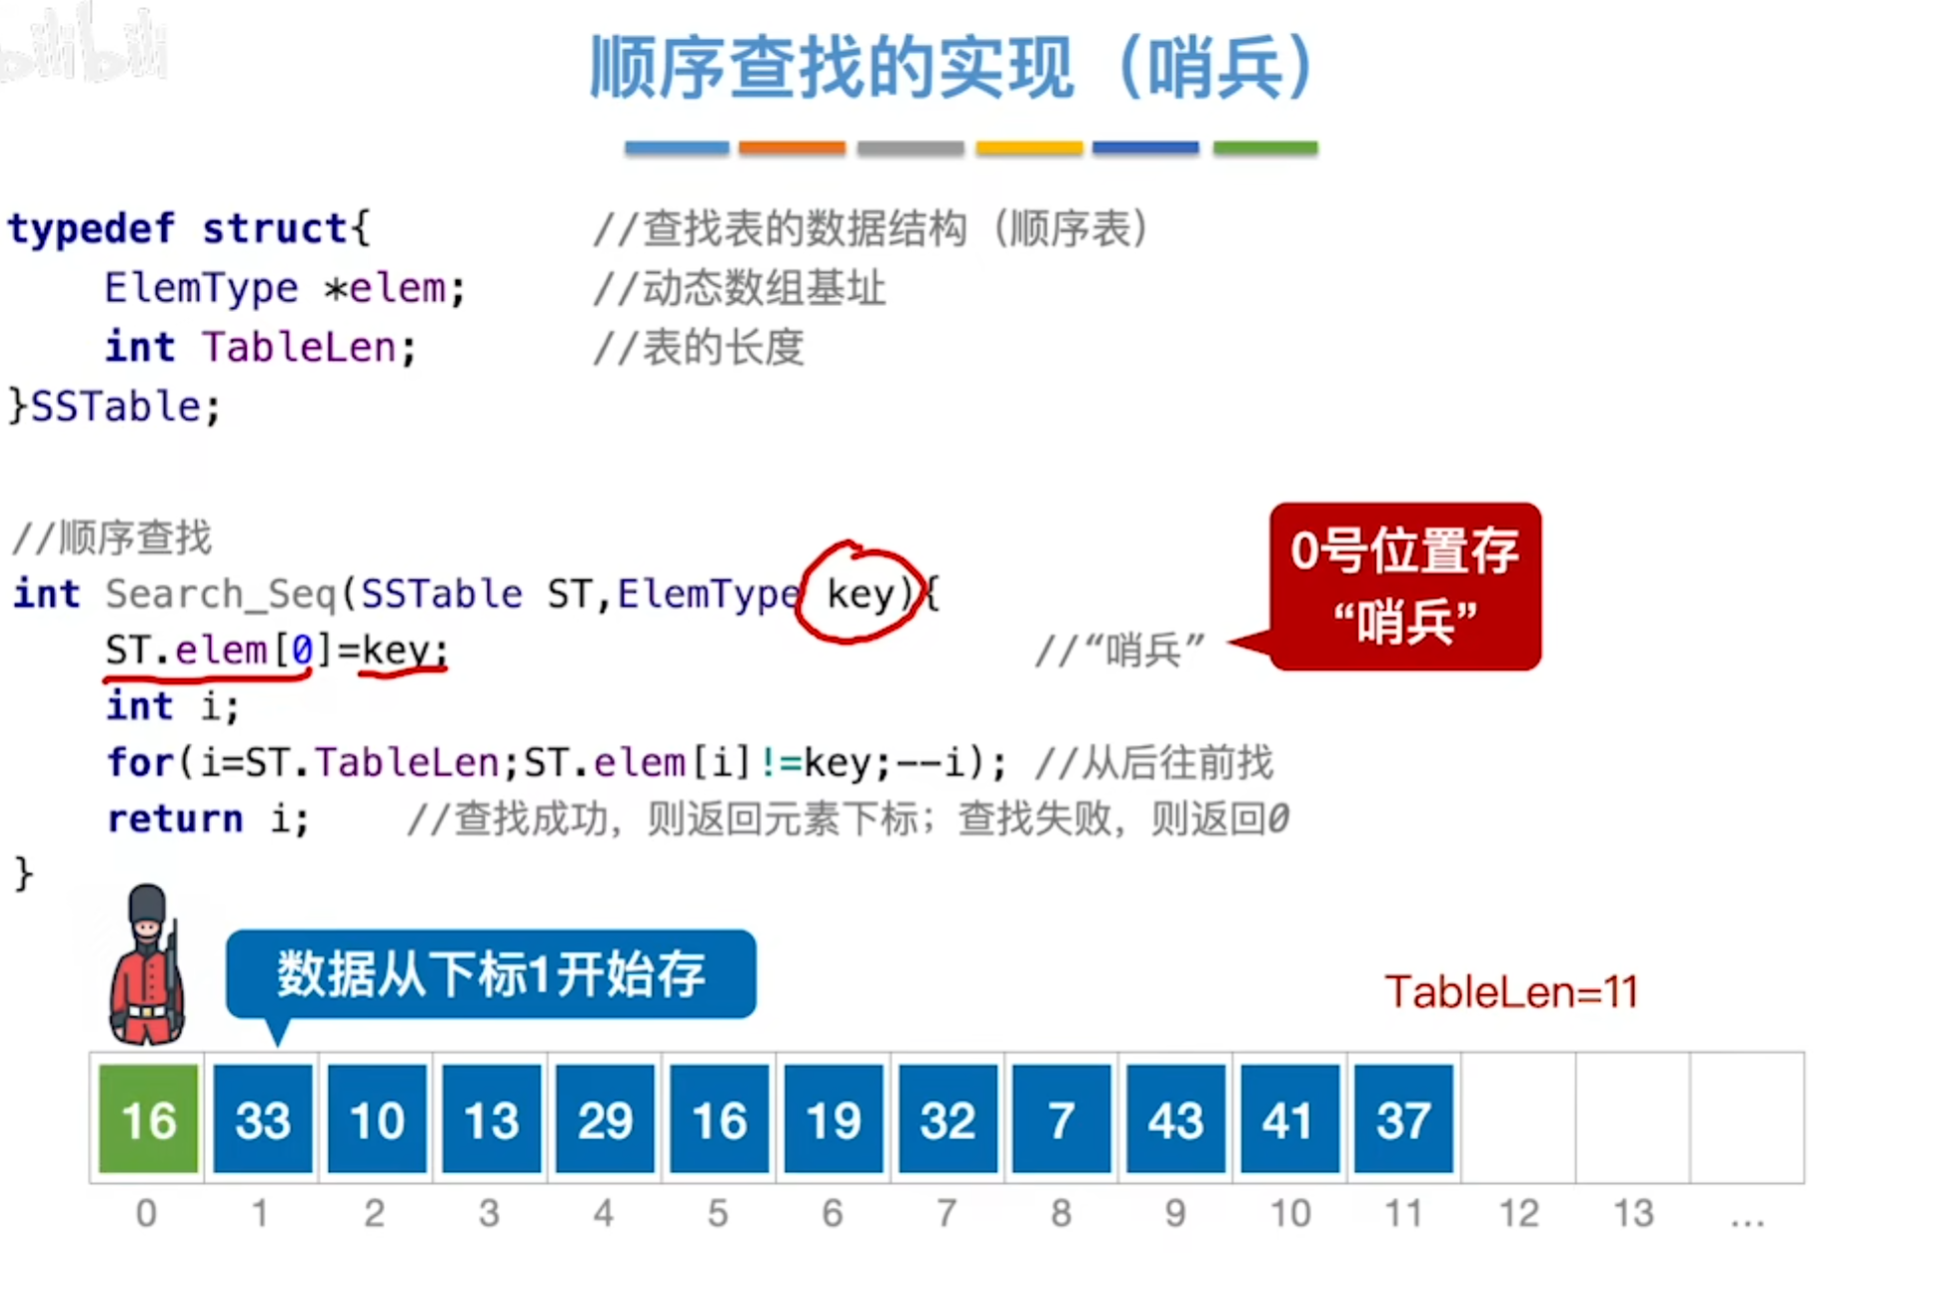 bilibili
顺序查找的实现（哨兵）
typedef struct{ //查找表的数据结构（顺序表）
ElemType *elem; //动态数组基址
int TableLen; //表的长度
}SSTable;
//顺序查找
int Search_Seq(SSTable ST,ElemType key){
ST.elem[0]=key; //“哨兵”
0号位置存
“哨兵”
int i;
for(i=ST.TableLen;ST.elem[i]!=key;--i); //从后往前找
return i; //查找成功，则返回元素下标；查找失败，则返回0
}
数据从下标1开始存
TableLen=11
16 33 10 13 29 16 19 32 7 43 41 37
0 1 2 3 4 5 6 7 8 9 10 11 12 13 ...